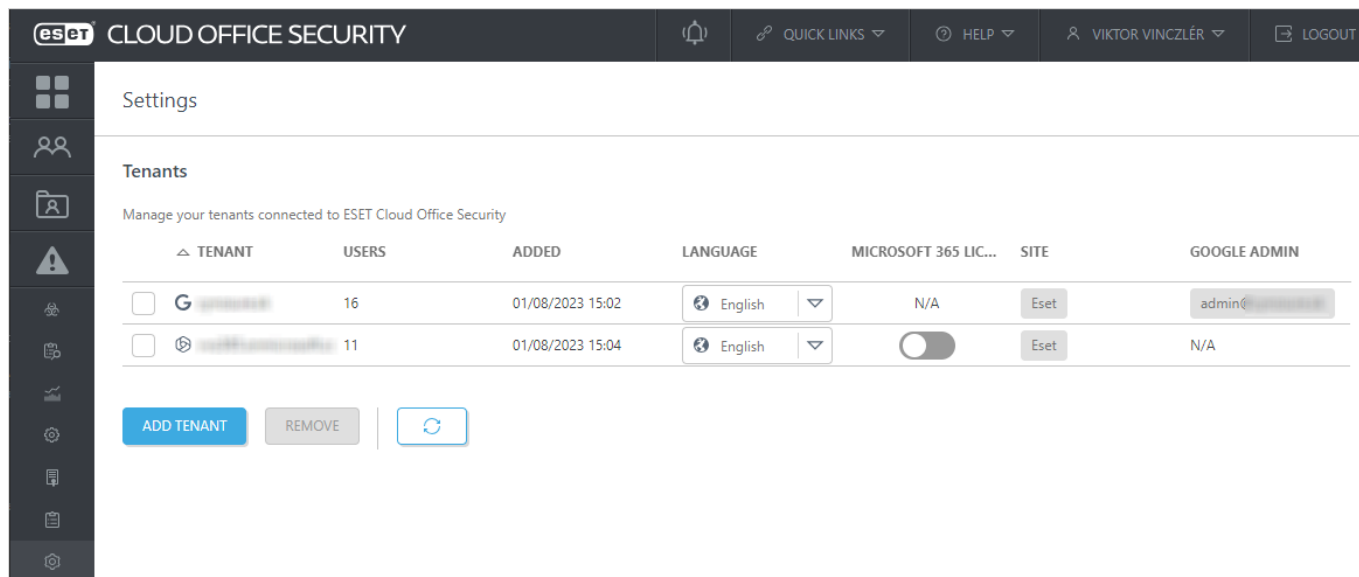 eset CLOUD OFFICE SECURITY QUICK LINKS HELP VIKTOR VINCZLÉR LOGOUT
Settings
Tenants
Manage your tenants connected to ESET Cloud Office Security
TENANT USERS ADDED LANGUAGE MICROSOFT 365 LIC... SITE GOOGLE ADMIN
16 01/08/2023 15:02 English N/A Eset admin@
11 01/08/2023 15:04 English Eset N/A
ADD TENANT REMOVE